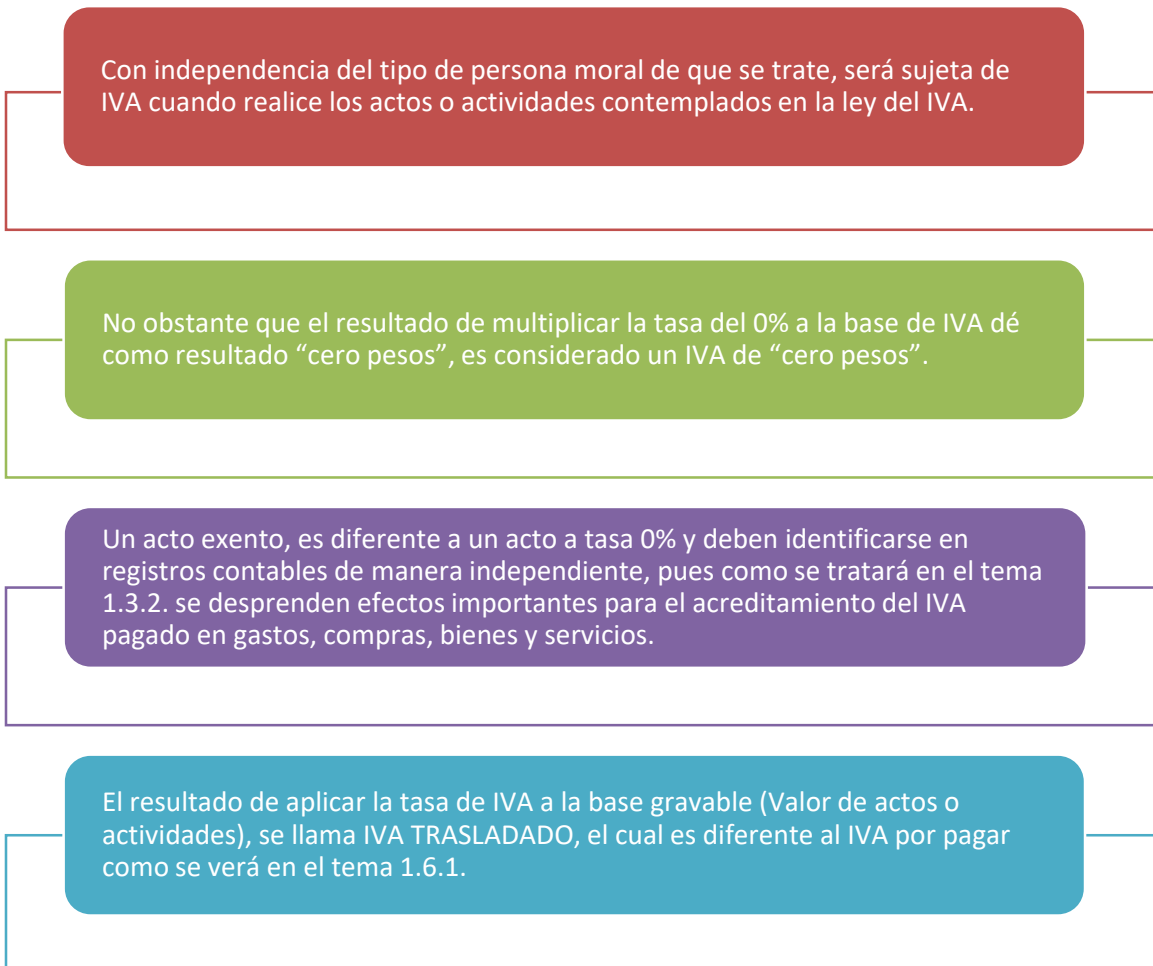 Con independencia del tipo de persona moral de que se trate, será sujeta de
IVA cuando realice los actos o actividades contemplados en la ley del IVA.
No obstante que el resultado de multiplicar la tasa del 0% a la base de IVA dé
como resultado “cero pesos”, es considerado un IVA de “cero pesos”.
Un acto exento, es diferente a un acto a tasa 0% y deben identificarse en
registros contables de manera independiente, pues como se tratará en el tema
1.3.2. se desprenden efectos importantes para el acreditamiento del IVA
pagado en gastos, compras, bienes y servicios.
El resultado de aplicar la tasa de IVA a la base gravable (Valor de actos o
actividades), se llama IVA TRASLADADO, el cual es diferente al IVA por pagar
como se verá en el tema 1.6.1.